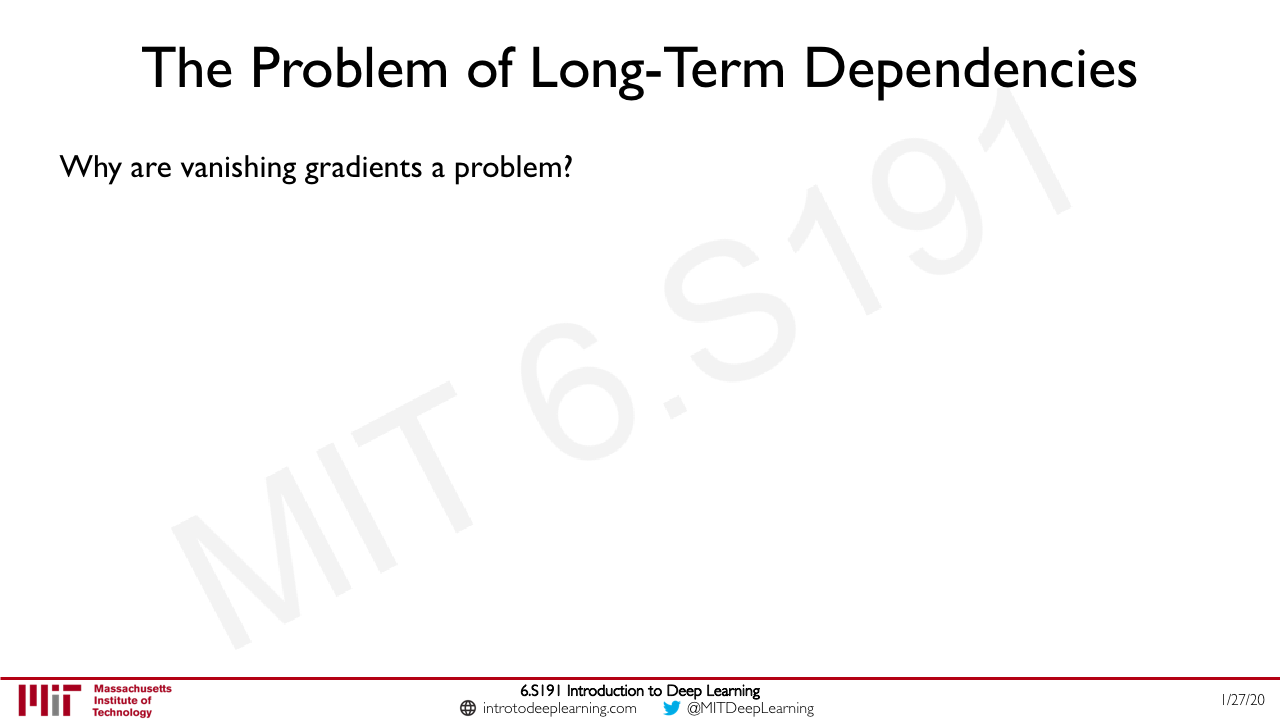 The Problem of Long-Term Dependencies
Why are vanishing gradients a problem?
MIT 6.S191
Massachusetts
Institute of
Technology
6.S191 Introduction to Deep Learning
introtodeeplearning.com @MITDeepLearning
1/27/20